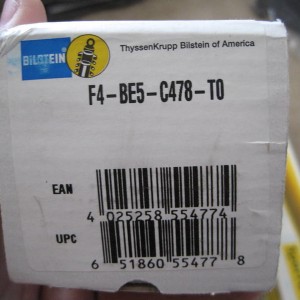 BILSTEIN
ThyssenKrupp Bilstein of America
F4-BE5-C478-T0
EAN
4 025258 554774
UPC
6 51860 55477 8